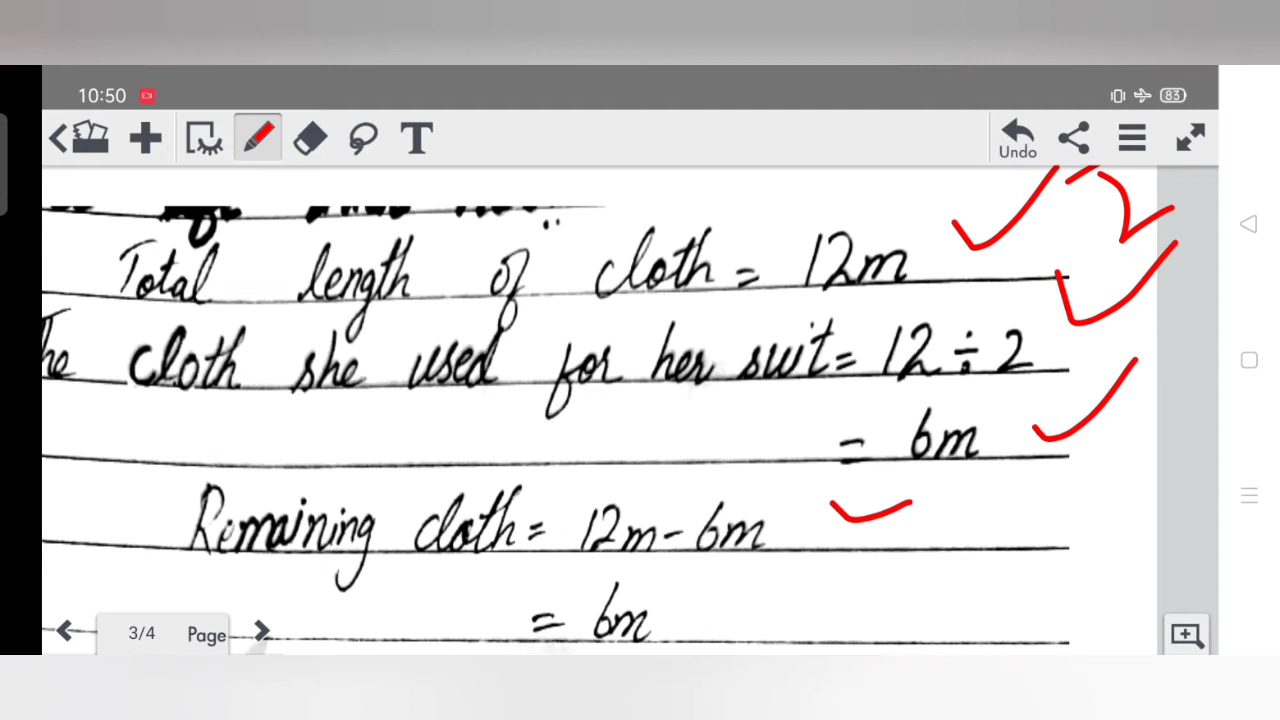 10:50
83
T
Undo
Total length of cloth = 12m
he cloth she used for her suit = 12 ÷ 2
= 6m
Remaining cloth = 12m - 6m
= 6m
3/4 Page